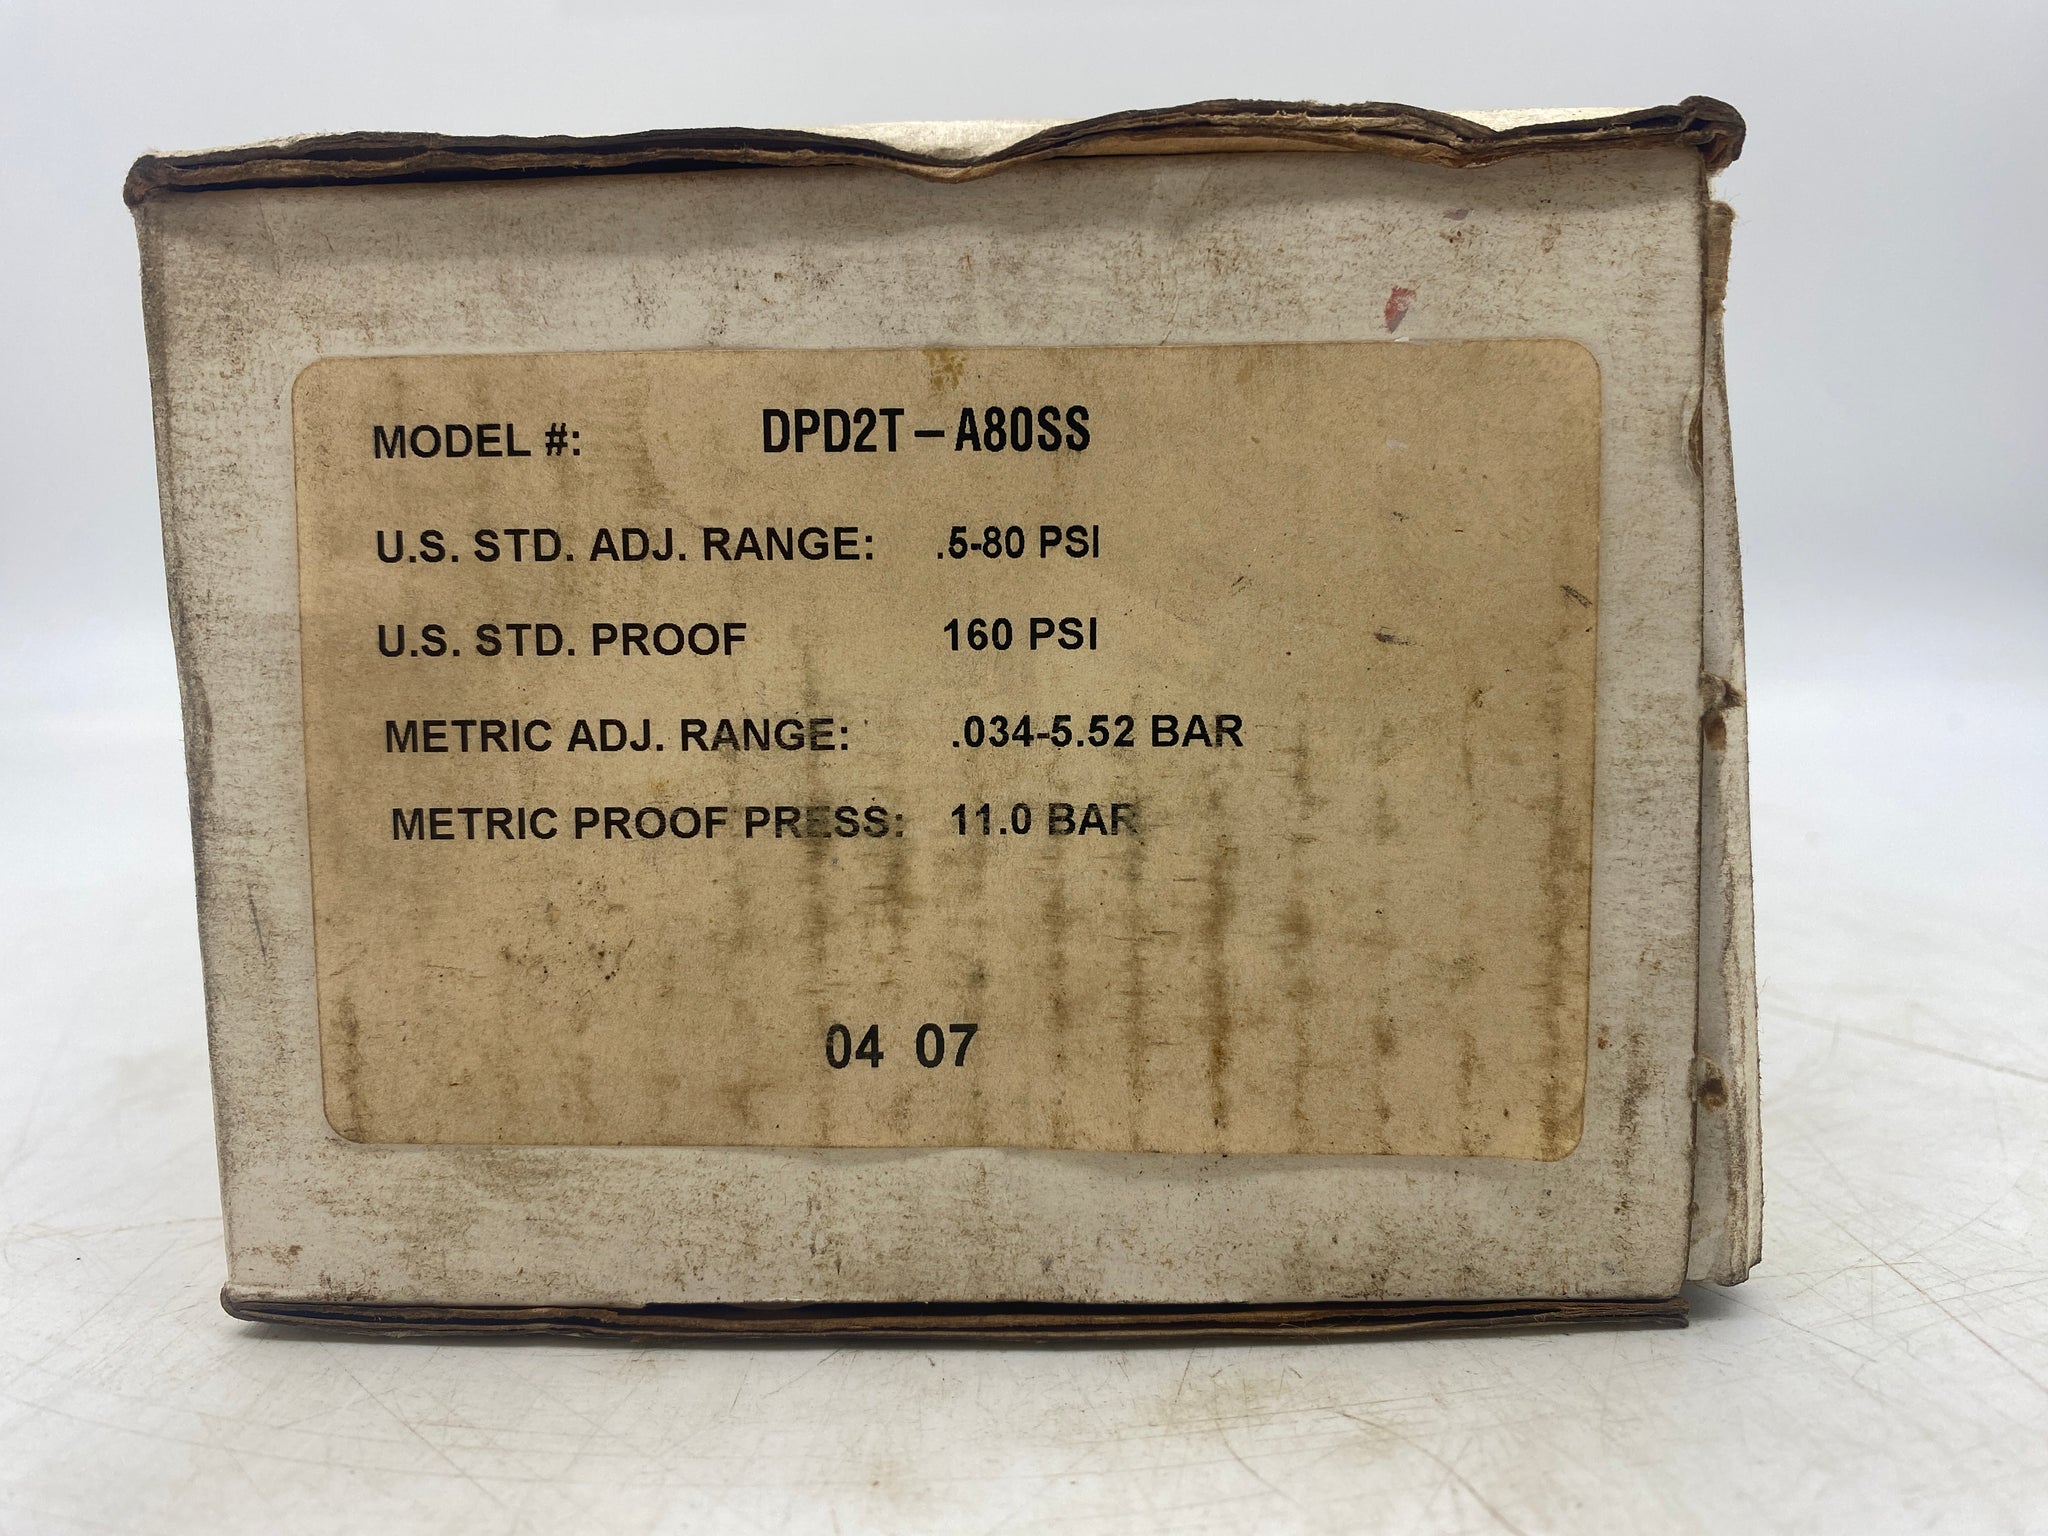 MODEL #: DPD2T – A80SS
U.S. STD. ADJ. RANGE: .5-80 PSI
U.S. STD. PROOF 160 PSI
METRIC ADJ. RANGE: .034-5.52 BAR
METRIC PROOF PRESS: 11.0 BAR
04 07